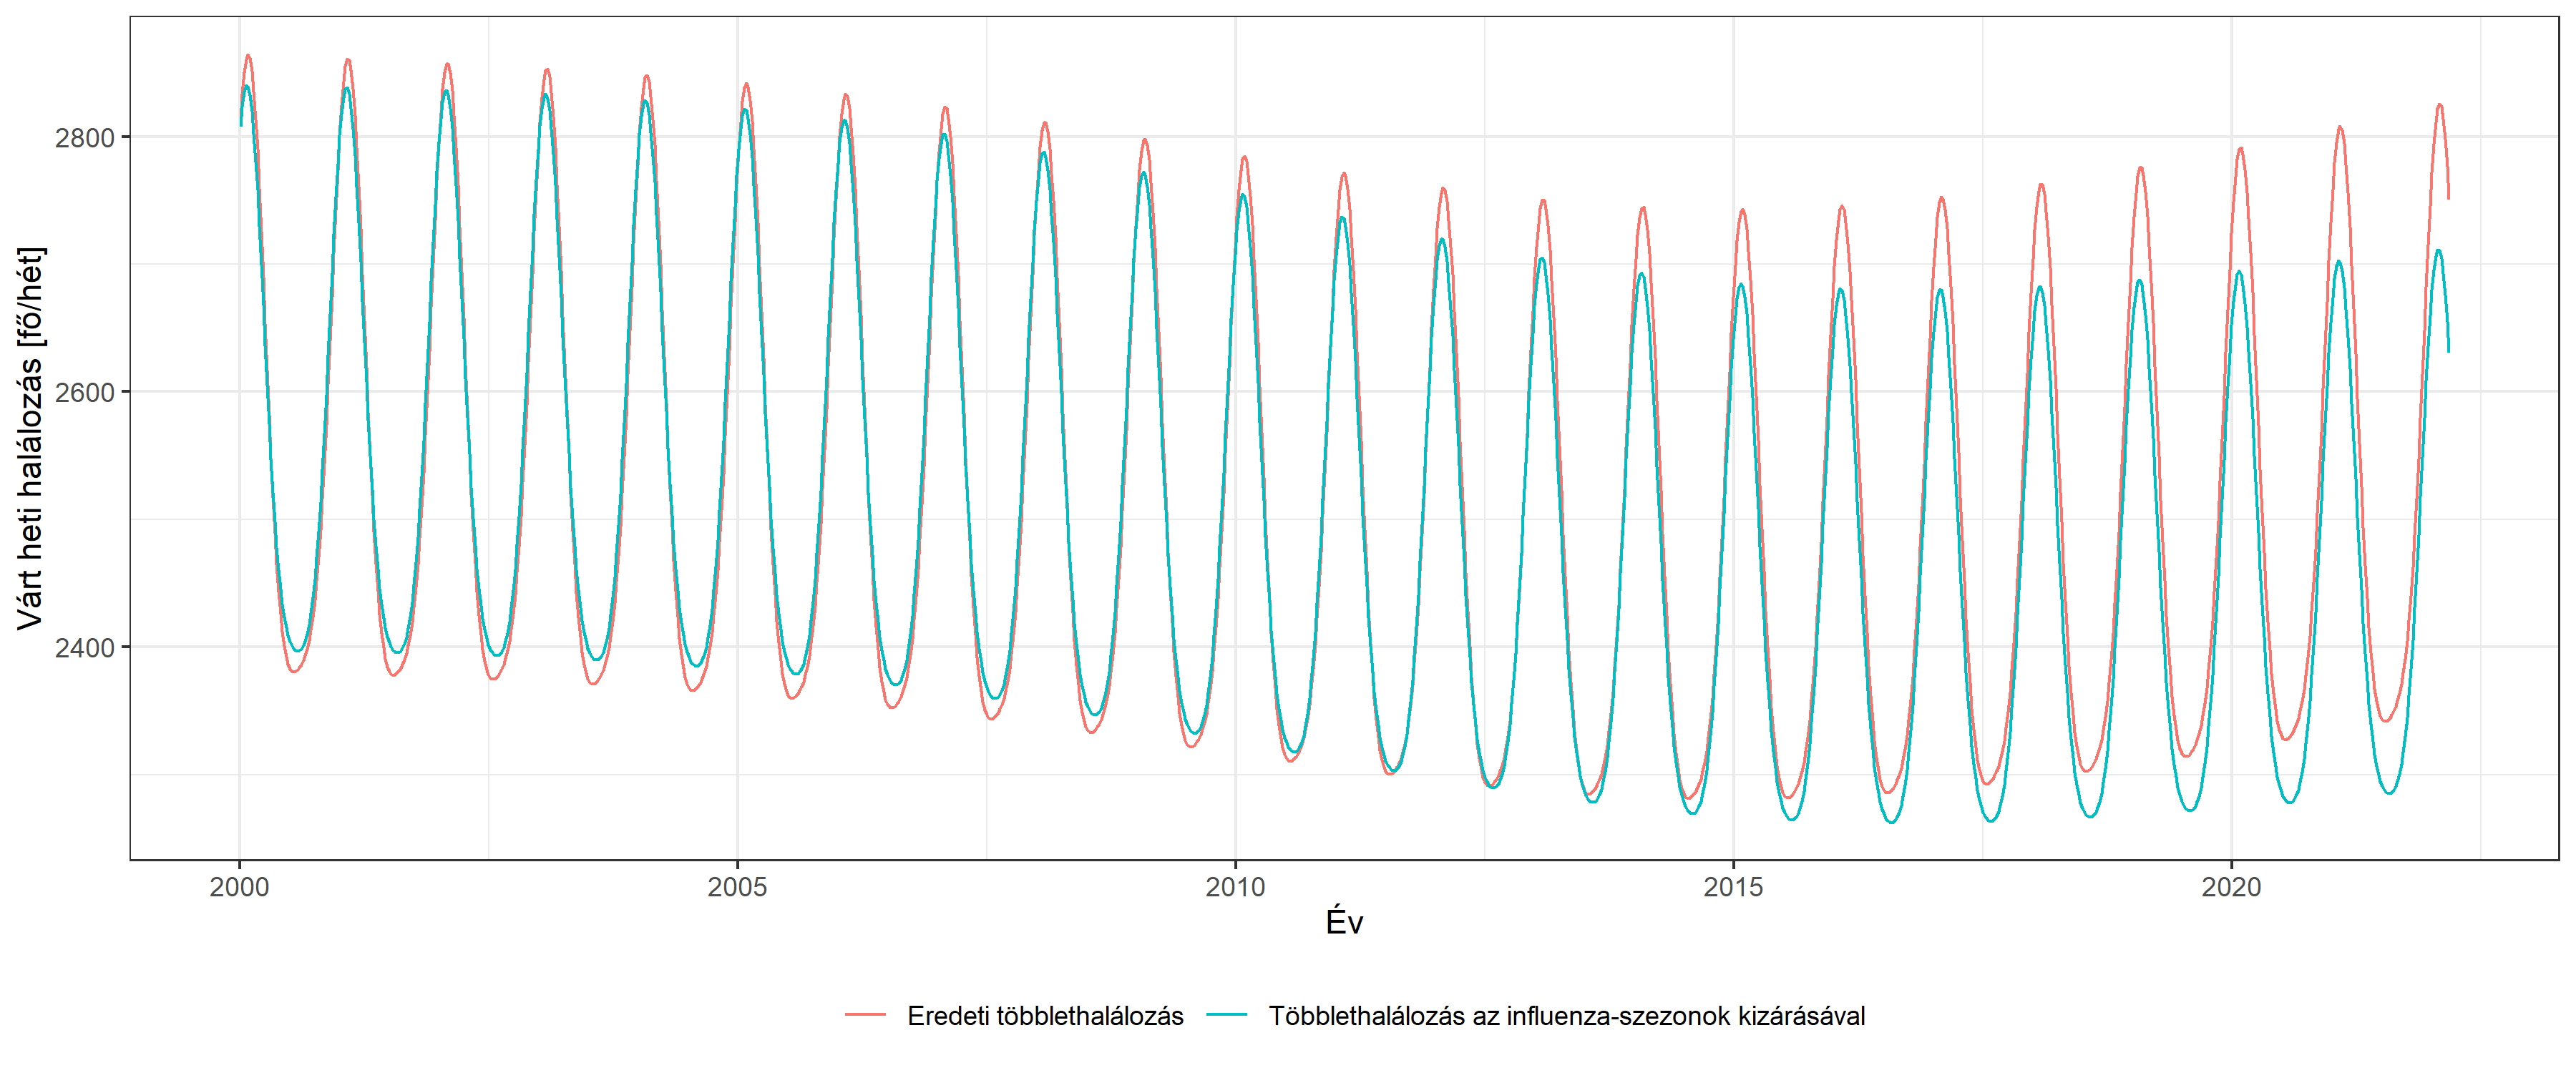 Várt heti halálozás [fő/hét]
2800
2600
2400
2000 2005 2010 2015 2020
Év
Eredeti többlethalálozás Többlethalálozás az influenza-szezonok kizárásával